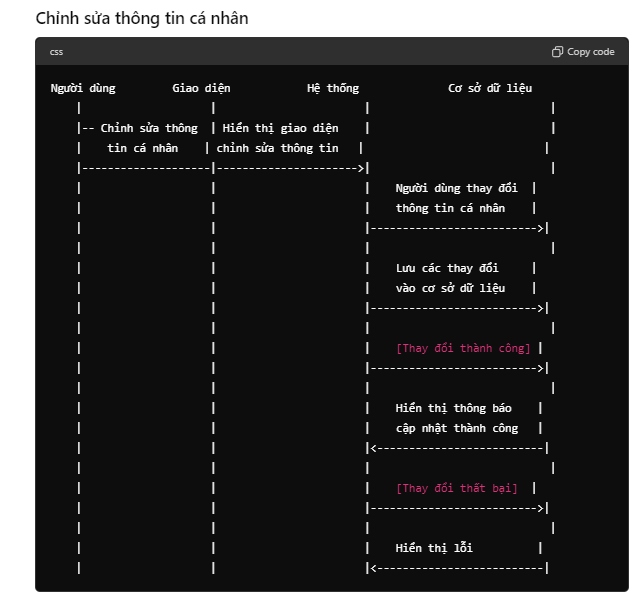 Chỉnh sửa thông tin cá nhân
css Copy code
Người dùng Giao diện Hệ thống Cơ sở dữ liệu
| | | |
|-- Chỉnh sửa thông | Hiển thị giao diện | |
| tin cá nhân | chỉnh sửa thông tin | |
|--------------------|---------------------->| |
| | | Người dùng thay đổi |
| | | thông tin cá nhân |
| | |-------------------------->|
| | | |
| | | Lưu các thay đổi |
| | | vào cơ sở dữ liệu |
| | |-------------------------->|
| | | |
| | | [Thay đổi thành công] |
| | |-------------------------->|
| | | |
| | | Hiển thị thông báo |
| | | cập nhật thành công |
| | |<--------------------------|
| | | |
| | | [Thay đổi thất bại] |
| | |-------------------------->|
| | | |
| | | Hiển thị lỗi |
| | |<--------------------------|